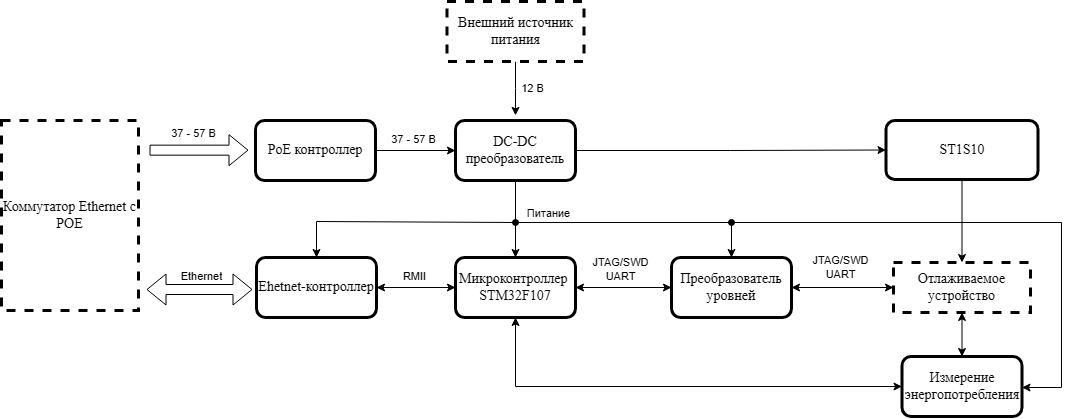 Внешний источник
питания
12 В
37 - 57 В
PoE контроллер
37 - 57 В
DC-DC
преобразователь
ST1S10
Коммутатор Ethernet с
POE
Питание
Ethernet
Ehetnet-контроллер
RMII
Микроконтроллер
STM32F107
JTAG/SWD
UART
Преобразователь
уровней
JTAG/SWD
UART
Отлаживаемое
устройство
Измерение
энергопотребления